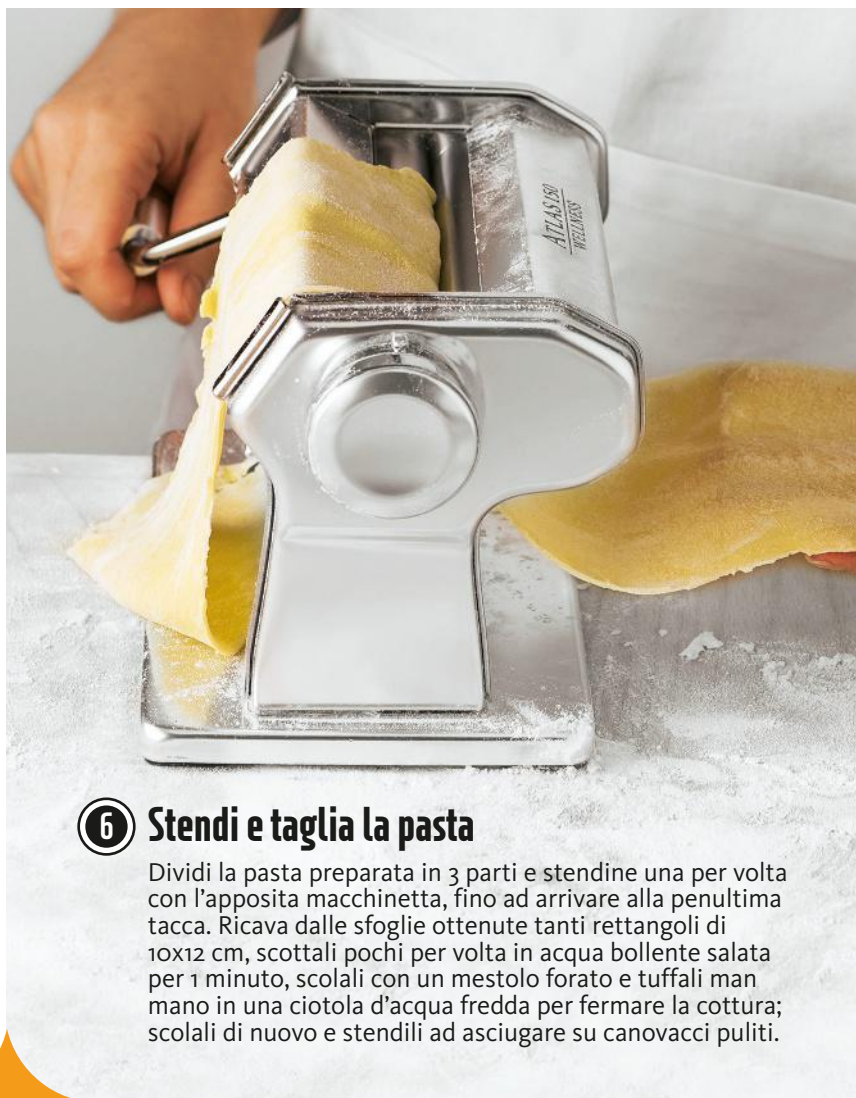 ATLAS 150
WELLNESS
6 Stendi e taglia la pasta
Dividi la pasta preparata in 3 parti e stendine una per volta
con l’apposita macchinetta, fino ad arrivare alla penultima
tacca. Ricava dalle sfoglie ottenute tanti rettangoli di
10x12 cm, scottali pochi per volta in acqua bollente salata
per 1 minuto, scolali con un mestolo forato e tuffali man
mano in una ciotola d’acqua fredda per fermare la cottura;
scolali di nuovo e stendili ad asciugare su canovacci puliti.